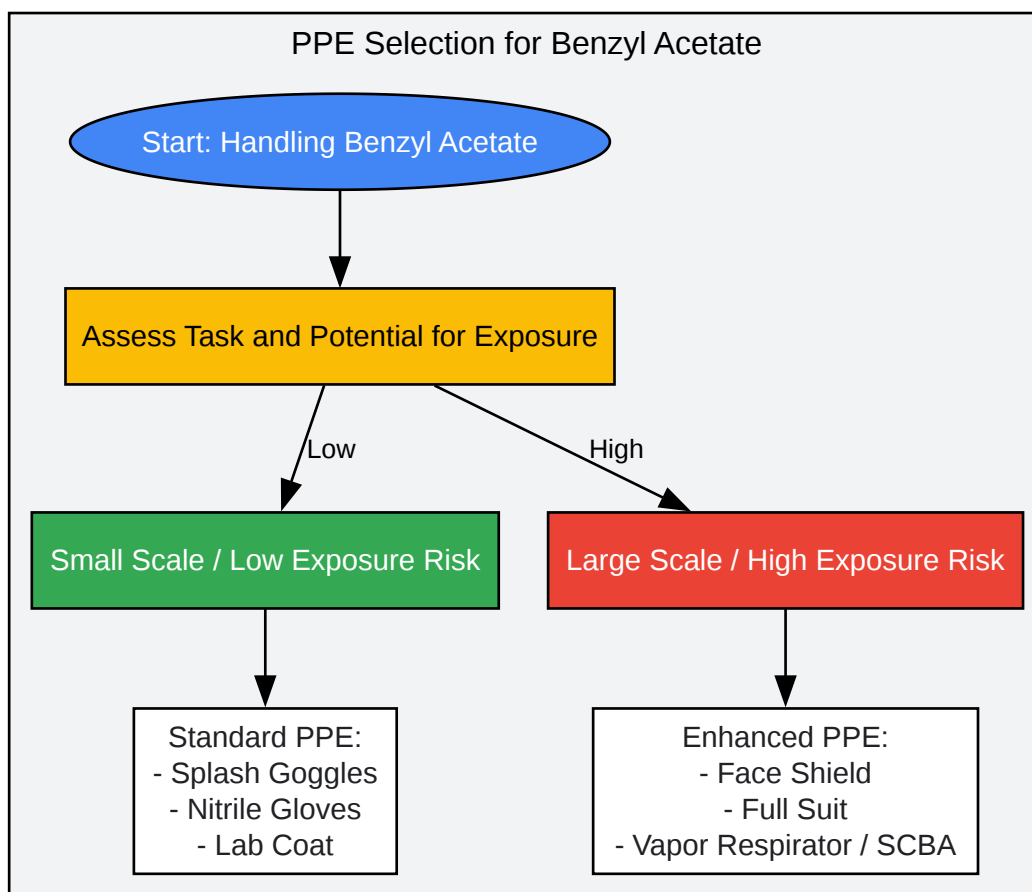 PPE Selection for Benzyl Acetate
Start: Handling Benzyl Acetate
Assess Task and Potential for Exposure
Low
High
Small Scale / Low Exposure Risk
Large Scale / High Exposure Risk
Standard PPE:
- Splash Goggles
- Nitrile Gloves
- Lab Coat
Enhanced PPE:
- Face Shield
- Full Suit
- Vapor Respirator / SCBA